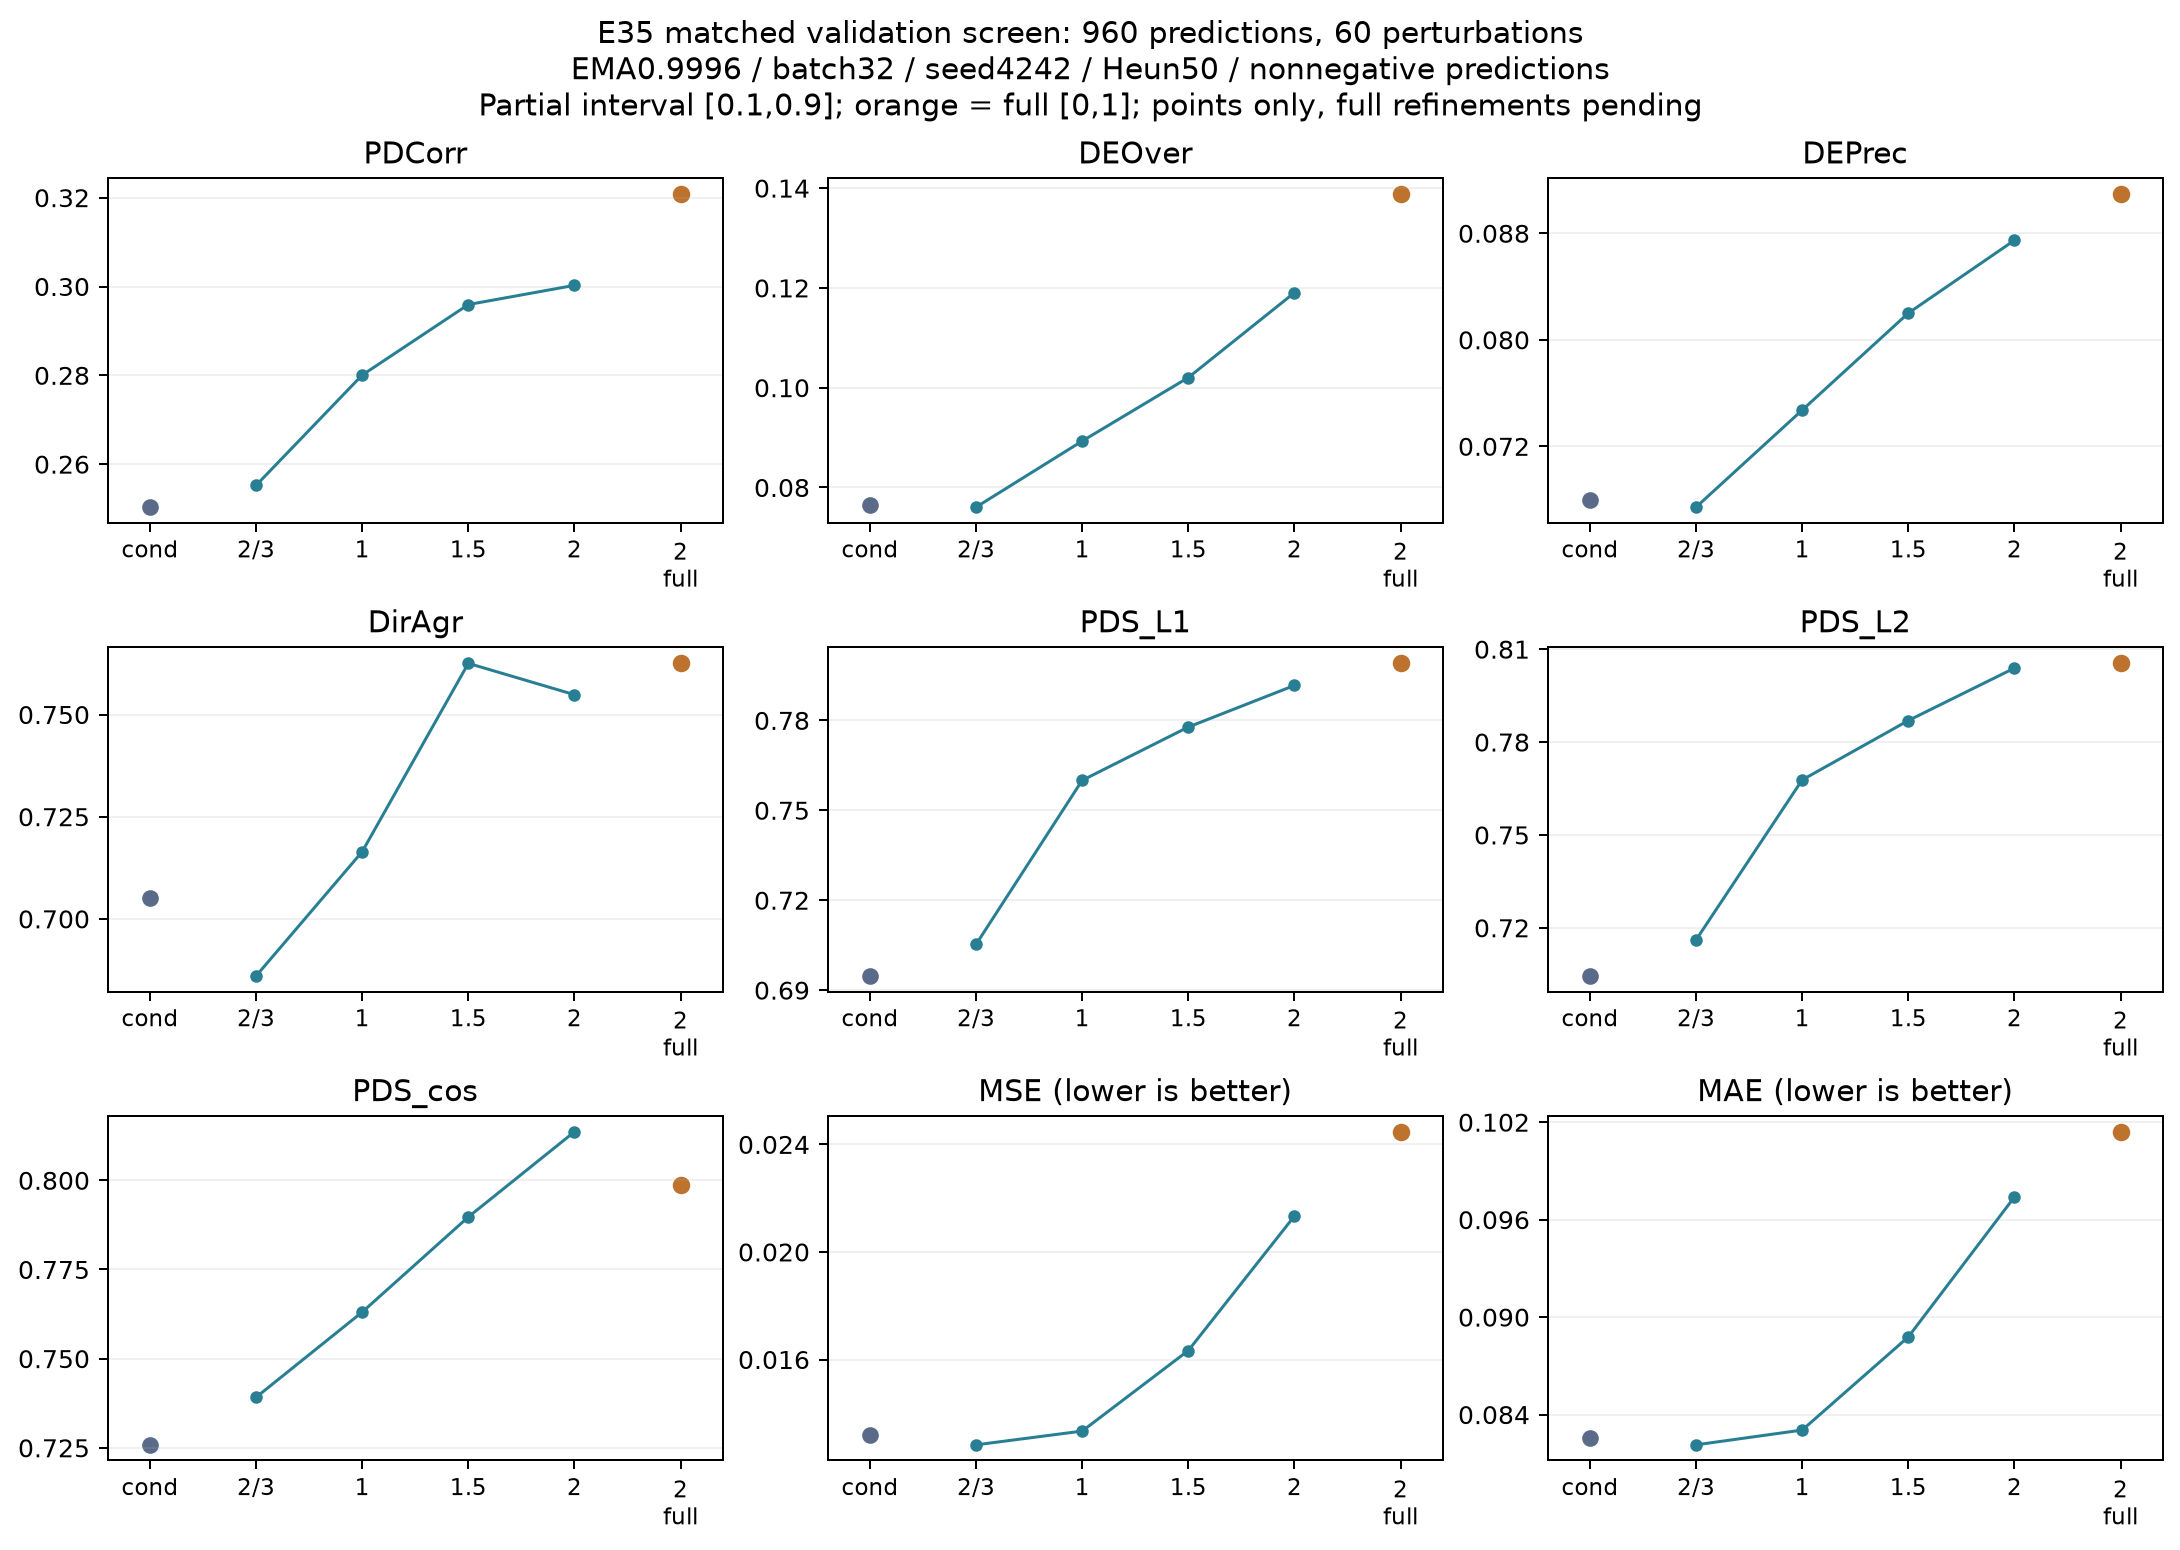 E35 matched validation screen: 960 predictions, 60 perturbations
EMA0.9996 / batch32 / seed4242 / Heun50 / nonnegative predictions
Partial interval [0.1,0.9]; orange = full [0,1]; points only, full refinements pending
PDCorr
0.32
0.30
0.28
0.26
cond 2/3 1 1.5 2 2
full
DEOver
0.14
0.12
0.10
0.08
cond 2/3 1 1.5 2 2
full
DEPrec
0.088
0.080
0.072
cond 2/3 1 1.5 2 2
full
DirAgr
0.750
0.725
0.700
cond 2/3 1 1.5 2 2
full
PDS_L1
0.78
0.75
0.72
0.69
cond 2/3 1 1.5 2 2
full
PDS_L2
0.81
0.78
0.75
0.72
cond 2/3 1 1.5 2 2
full
PDS_cos
0.800
0.775
0.750
0.725
cond 2/3 1 1.5 2 2
full
MSE (lower is better)
0.024
0.020
0.016
cond 2/3 1 1.5 2 2
full
MAE (lower is better)
0.102
0.096
0.090
0.084
cond 2/3 1 1.5 2 2
full